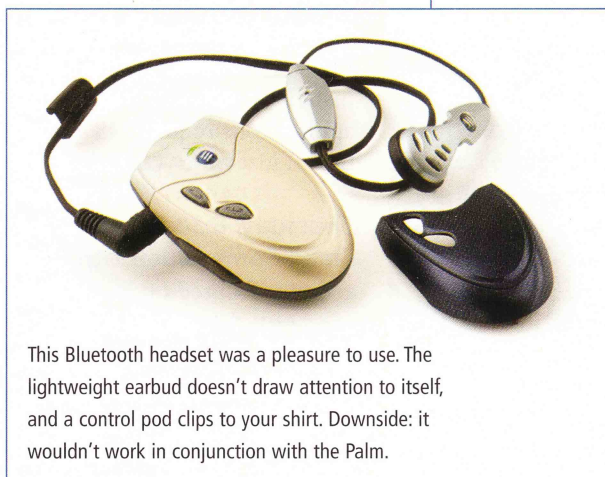 This Bluetooth headset was a pleasure to use. The
lightweight earbud doesn't draw attention to itself,
and a control pod clips to your shirt. Downside: it
wouldn't work in conjunction with the Palm.